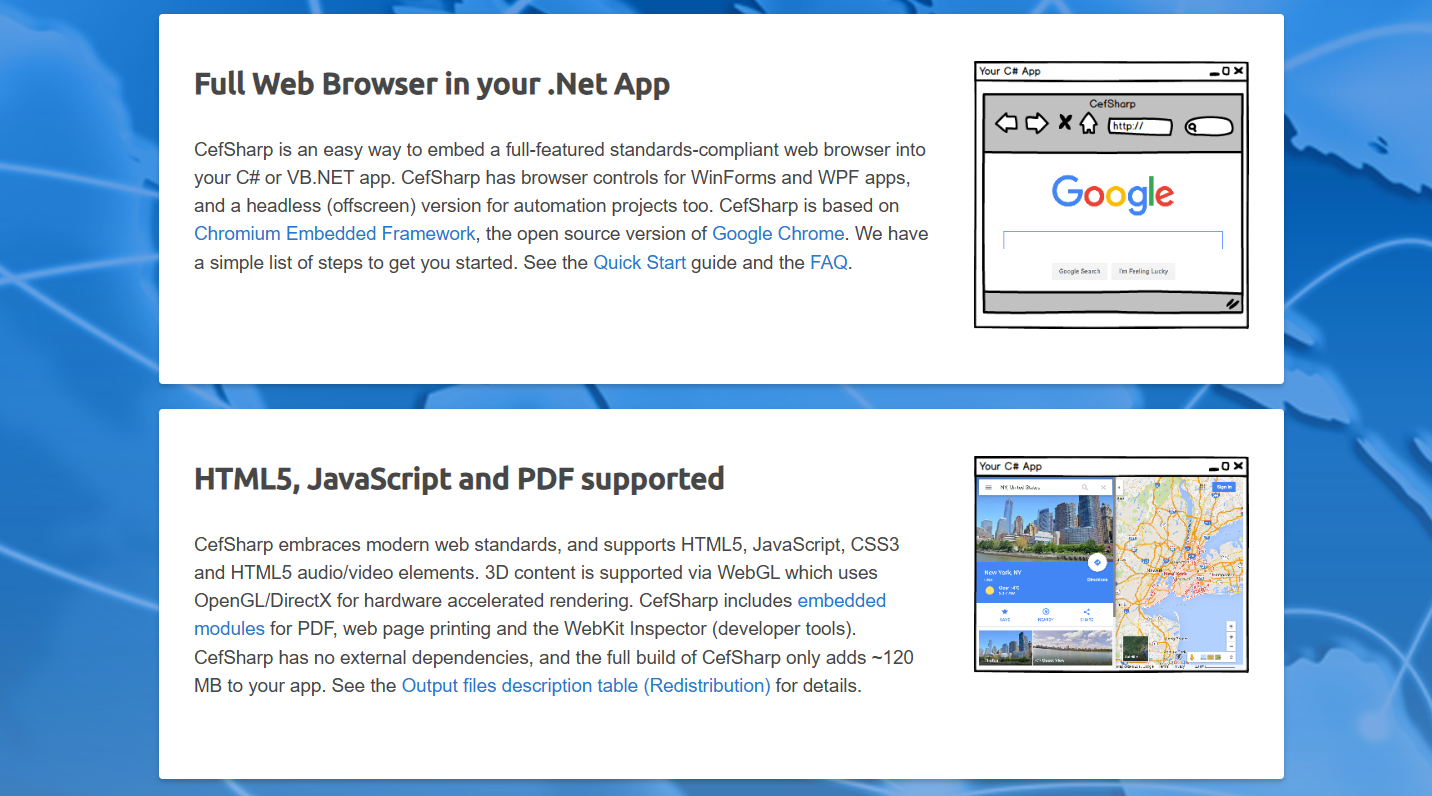 Full Web Browser in your .Net App
CefSharp is an easy way to embed a full-featured standards-compliant web browser into
your C# or VB.NET app. CefSharp has browser controls for WinForms and WPF apps,
and a headless (offscreen) version for automation projects too. CefSharp is based on
Chromium Embedded Framework, the open source version of Google Chrome. We have
a simple list of steps to get you started. See the Quick Start guide and the FAQ.
Your C# App
CefSharp
http://
Google
Google Search I'm Feeling Lucky
HTML5, JavaScript and PDF supported
CefSharp embraces modern web standards, and supports HTML5, JavaScript, CSS3
and HTML5 audio/video elements. 3D content is supported via WebGL which uses
OpenGL/DirectX for hardware accelerated rendering. CefSharp includes embedded
modules for PDF, web page printing and the WebKit Inspector (developer tools).
CefSharp has no external dependencies, and the full build of CefSharp only adds ~120
MB to your app. See the Output files description table (Redistribution) for details.
Your C# App
NY, United States
Sign in
New York, NY
Directions
New York